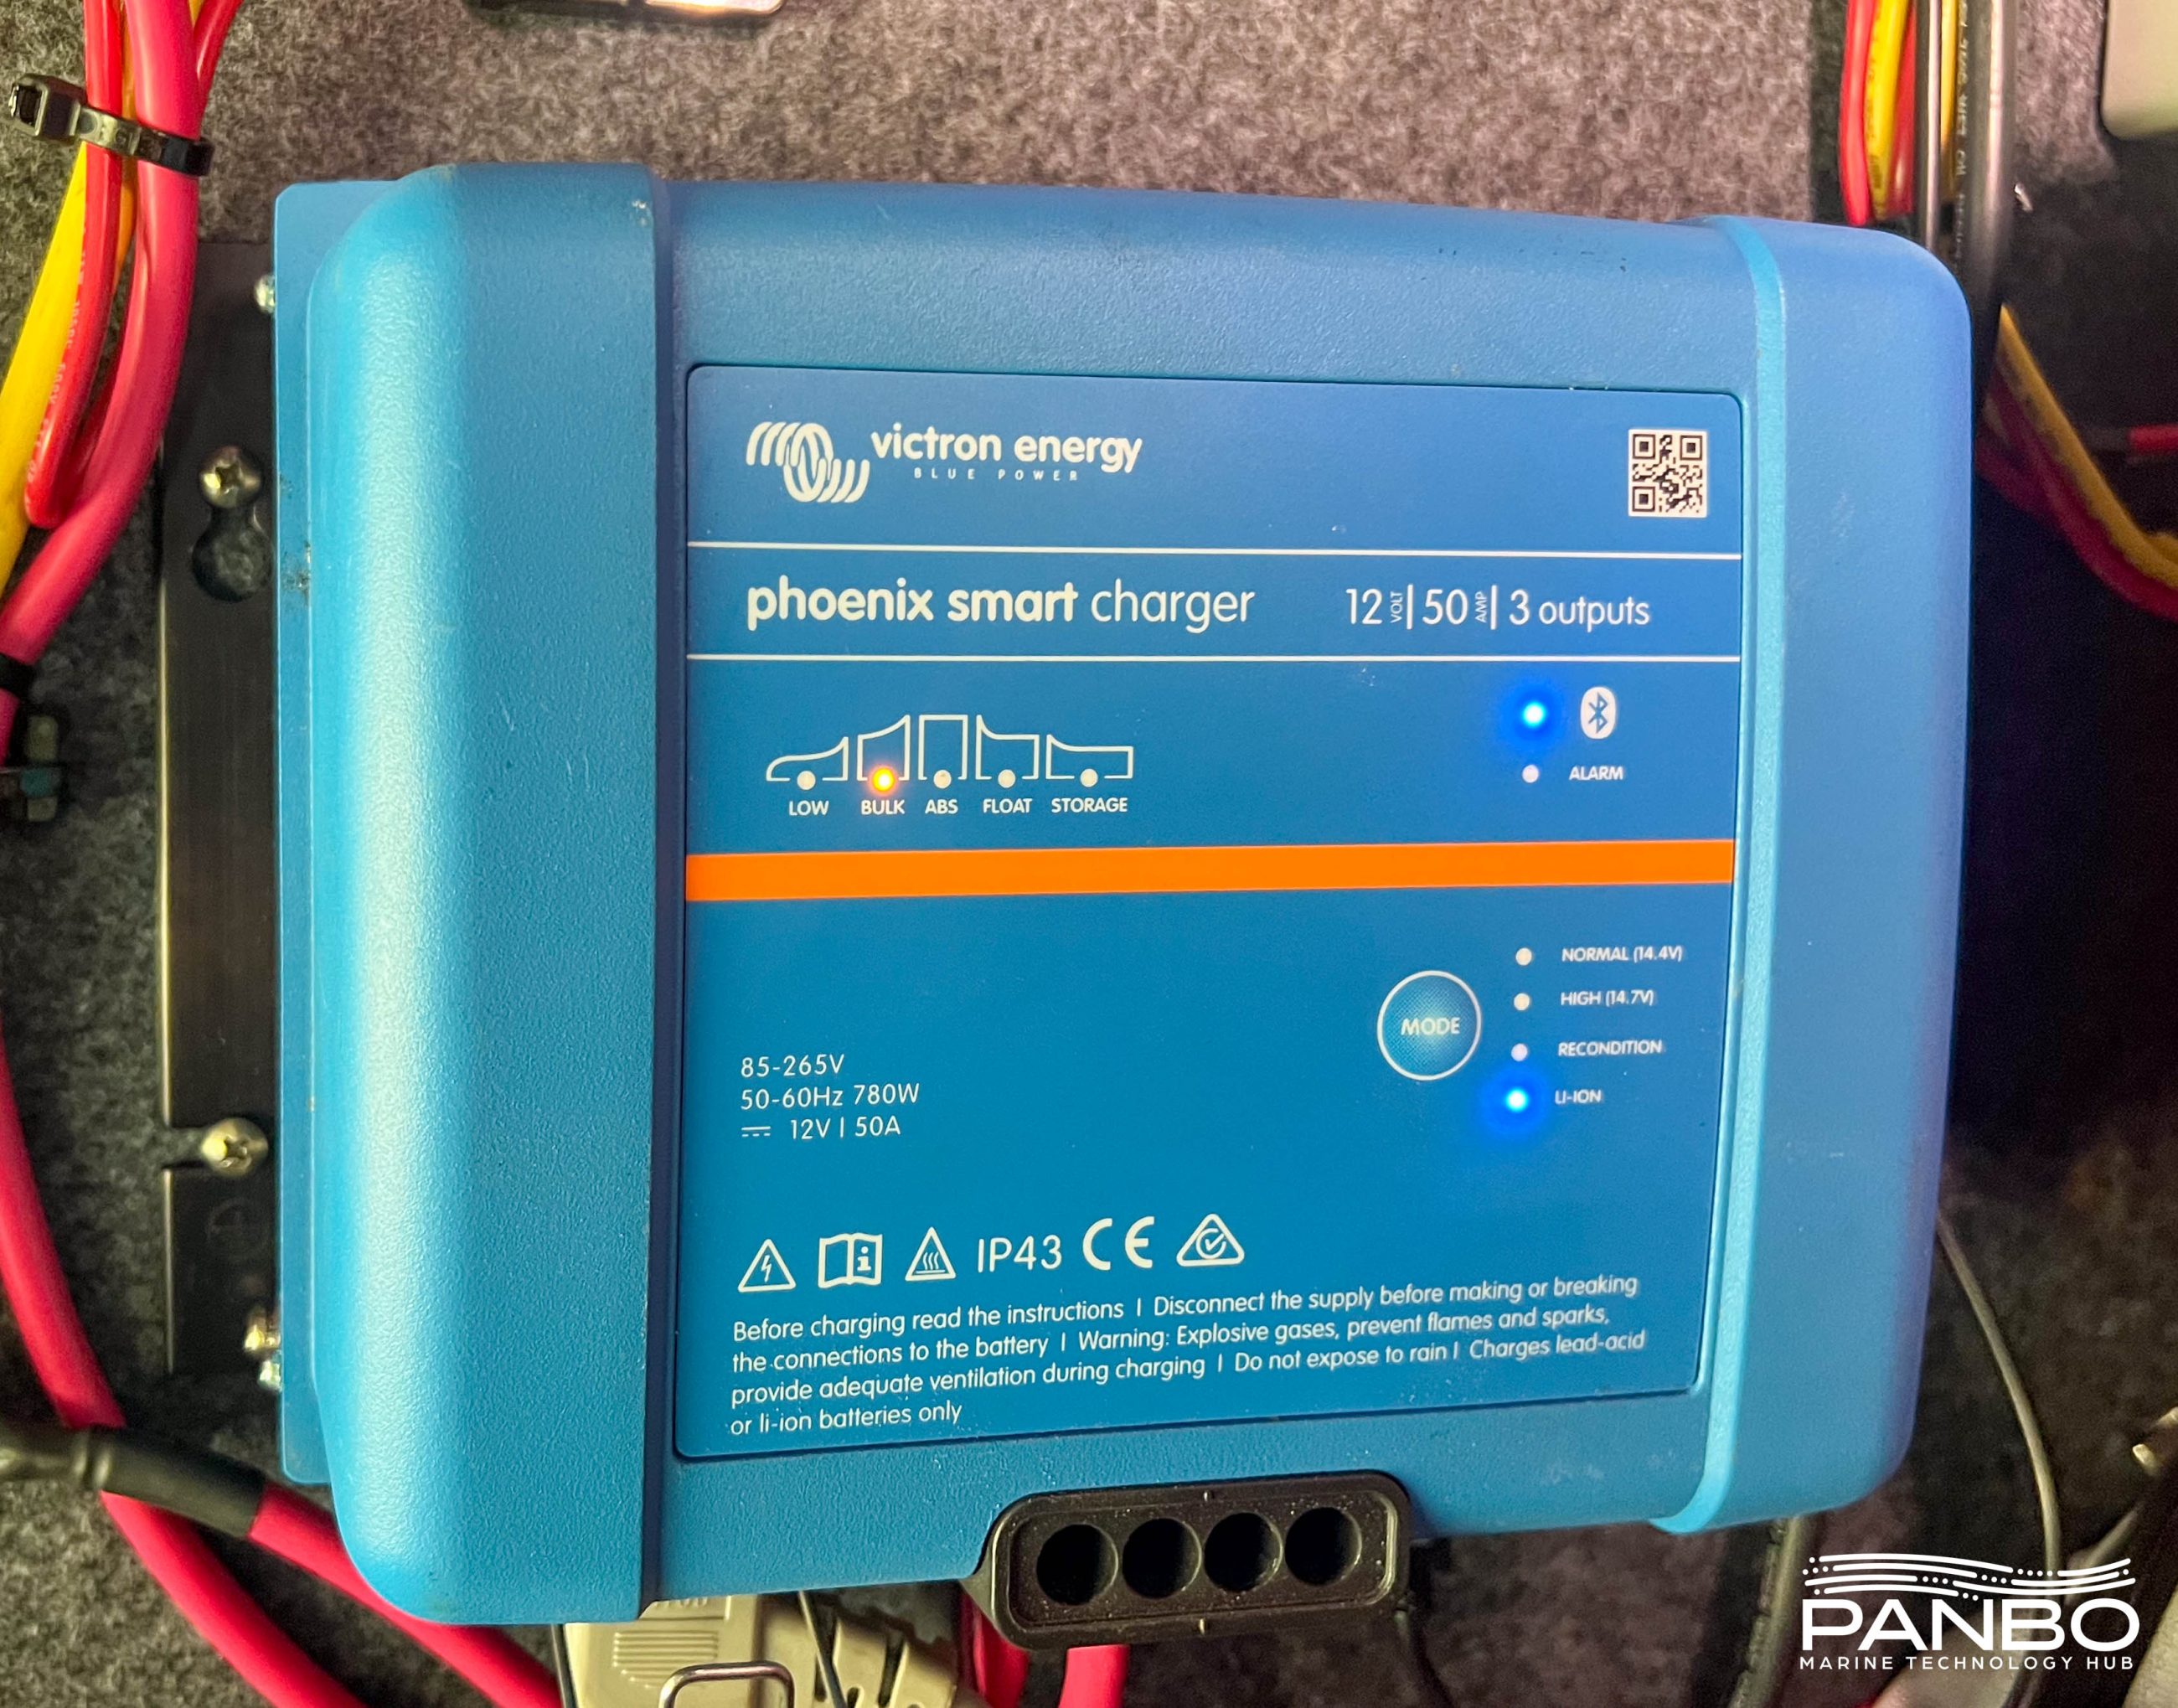 victron energy
BLUE POWER
phoenix smart charger 12 VOLT | 50 AMP | 3 outputs
ALARM
LOW BULK ABS FLOAT STORAGE
NORMAL (14.4V)
HIGH (14.7V)
MODE
RECONDITION
LI-ION
85-265V
50-60Hz 780W
12V | 50A
IP43 CE
Before charging read the instructions | Disconnect the supply before making or breaking
the connections to the battery | Warning: Explosive gases, prevent flames and sparks,
provide adequate ventilation during charging | Do not expose to rain | Charges lead-acid
or li-ion batteries only
PANBO
MARINE TECHNOLOGY HUB